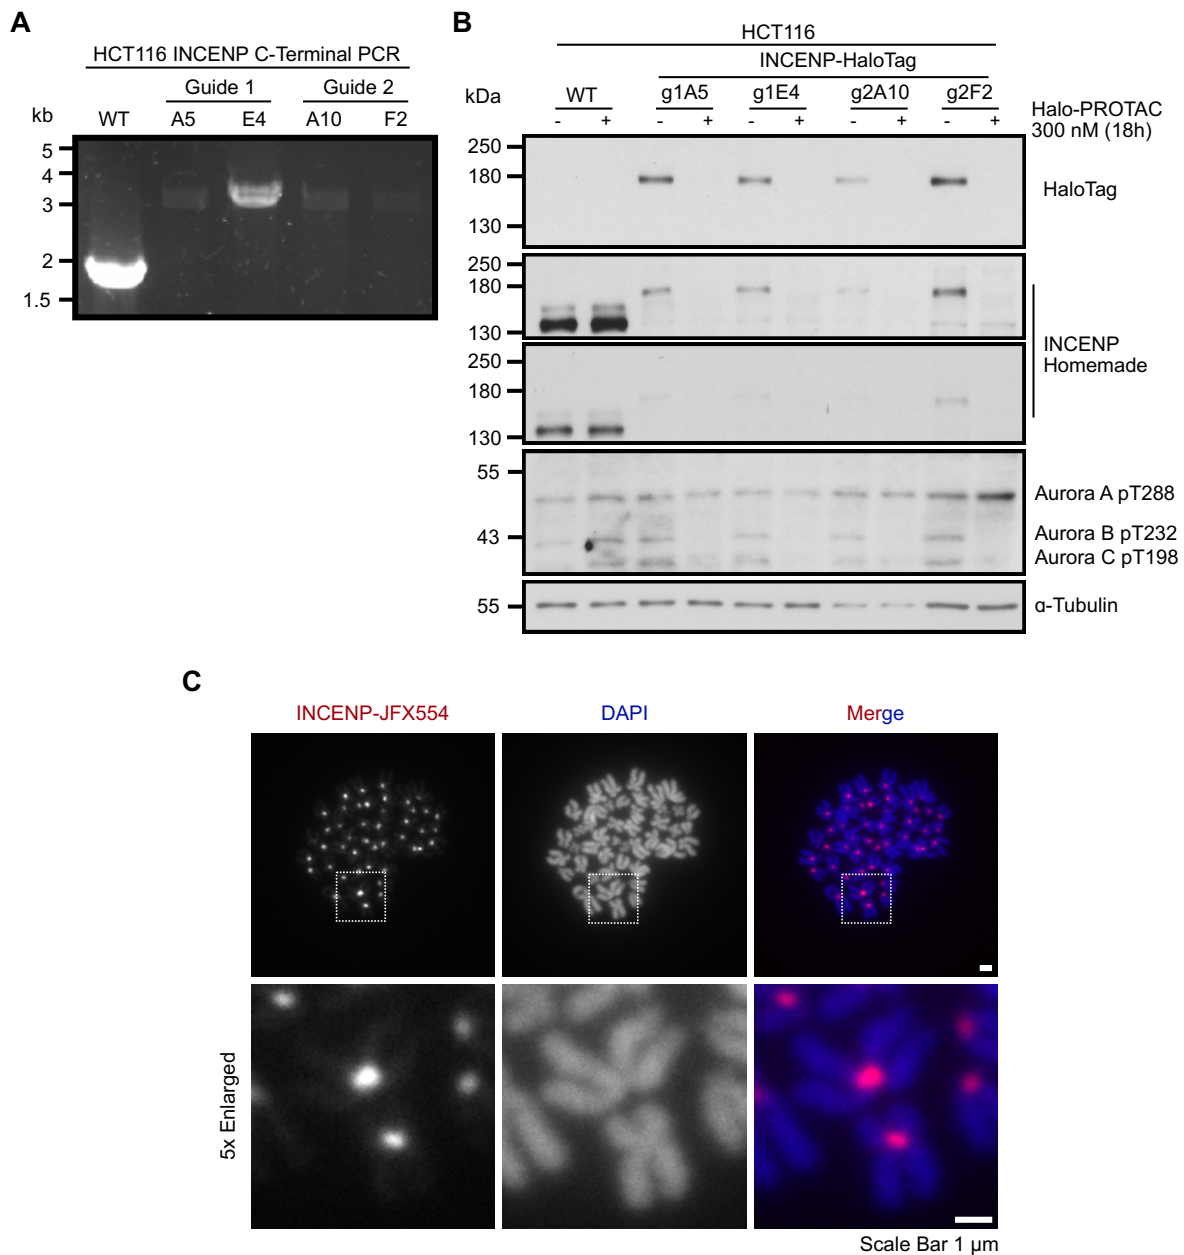 A
HCT116 INCENP C-Terminal PCR
Guide 1 Guide 2
kb WT A5 E4 A10 F2
5
4
3
2
1.5
B
HCT116
INCENP-HaloTag
kDa WT g1A5 g1E4 g2A10 g2F2
- + - + - + - + - +
Halo-PROTAC
300 nM (18h)
250
180
130
HaloTag
250
180
130
250
180
130
INCENP
Homemade
55
43
Aurora A pT288
Aurora B pT232
Aurora C pT198
55
α-Tubulin
C
INCENP-JFX554 DAPI Merge
5x Enlarged
Scale Bar 1 µm